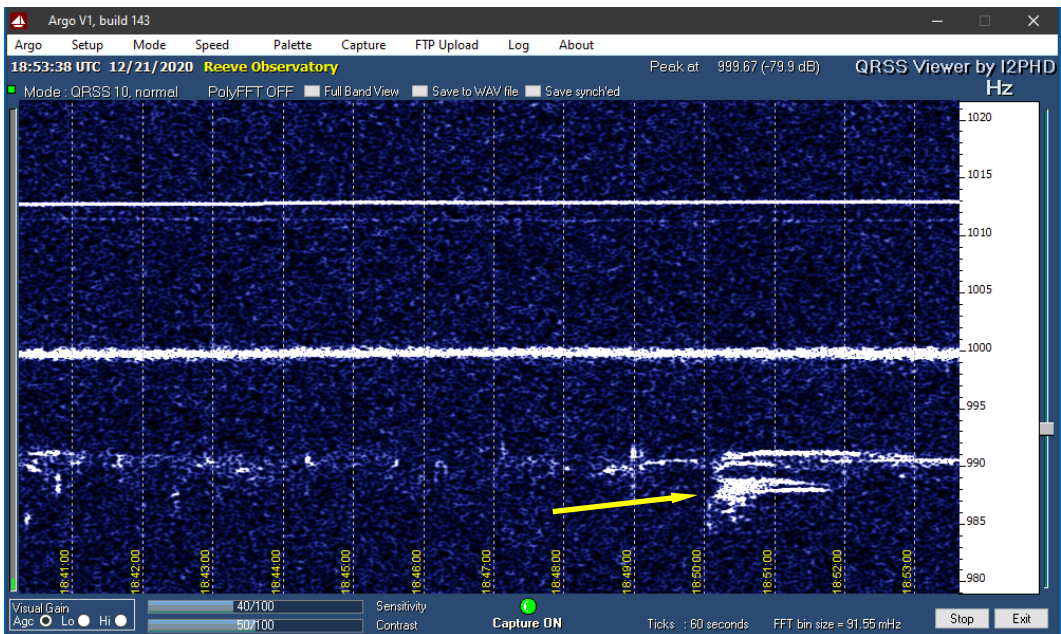 Argo V1, build 143
Argo Setup Mode Speed Palette Capture FTP Upload Log About
18:53:38 UTC 12/21/2020 Reeve Observatory Peak at 999.67 (-79.9 dB) QRSS Viewer by I2PHD
Mode : QRSS 10, normal PolyFFT OFF Full Band View Save to WAV file Save synch'ed Hz
1020
1015
1010
1005
1000
995
990
985
980
18:41:00 18:42:00 18:43:00 18:44:00 18:45:00 18:46:00 18:47:00 18:48:00 18:49:00 18:50:00 18:51:00 18:52:00 18:53:00
Visual Gain 40/100 Sensitivity
Agc Lo Hi 50/100 Contrast Capture ON Ticks : 60 seconds FFT bin size = 91.55 mHz Stop Exit